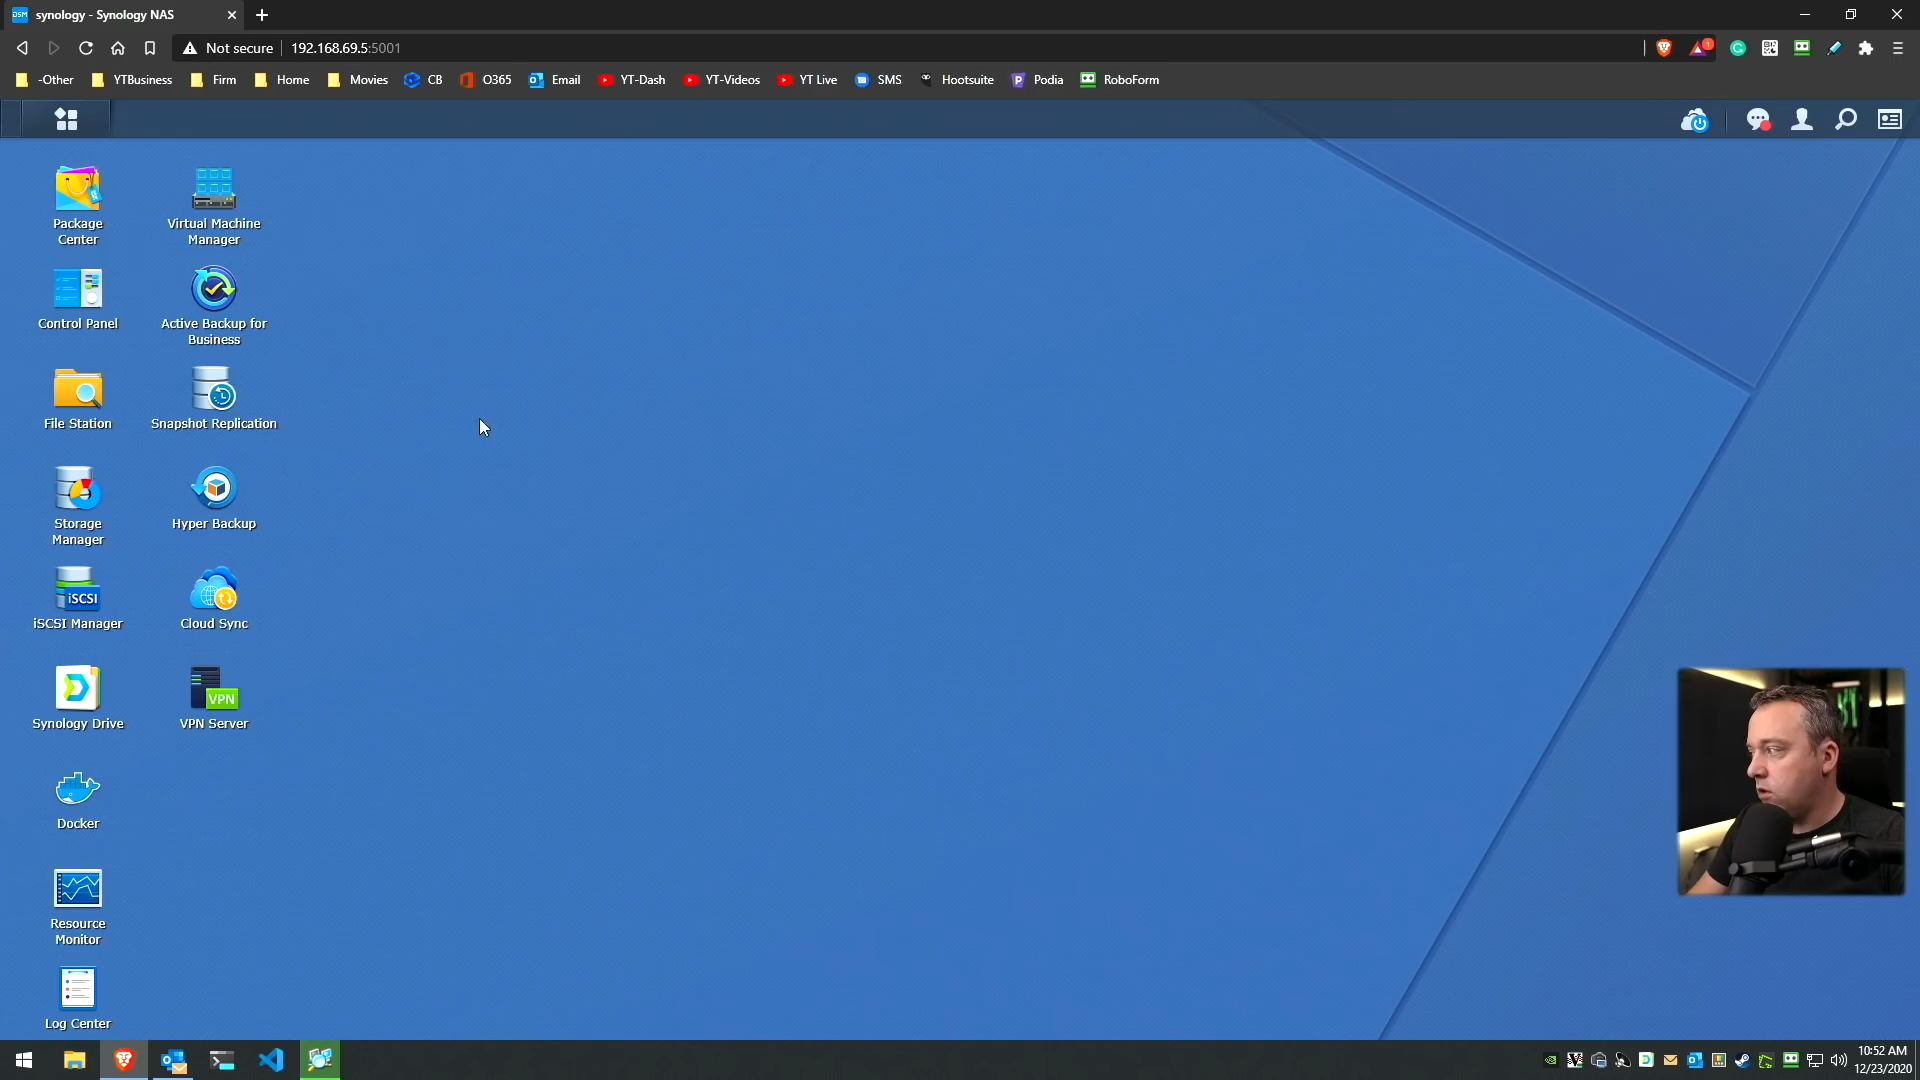 synology - Synology NAS
Not secure
192.168.69.5:5001
1
-Other
YTBusiness
Firm
Home
Movies
CB
O365
Email
YT-Dash
YT-Videos
YT Live
SMS
Hootsuite
Podia
RoboForm
Package
Center
Virtual Machine
Manager
Control Panel
Active Backup for
Business
File Station
Snapshot Replication
Storage
Manager
Hyper Backup
iSCSI
iSCSI Manager
Cloud Sync
Synology Drive
VPN
VPN Server
Docker
Resource
Monitor
Log Center
10:52 AM
12/23/2020